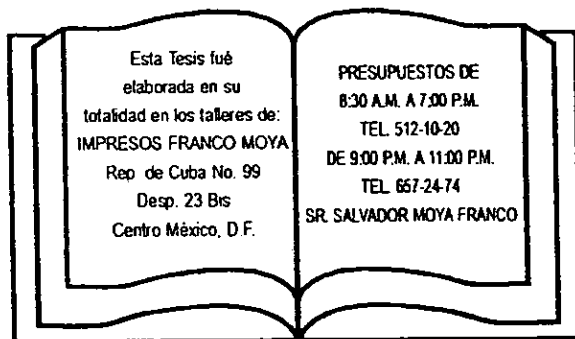 Esta Tesis fué
elaborada en su
totalidad en los talleres de:
IMPRESOS FRANCO MOYA
Rep de Cuba No. 99
Desp. 23 Bis
Centro México, D.F.
PRESUPUESTOS DE
8:30 A.M. A 7:00 P.M.
TEL. 512-10-20
DE 9:00 P.M. A 11:00 P.M.
TEL. 657-24-74
SR. SALVADOR MOYA FRANCO